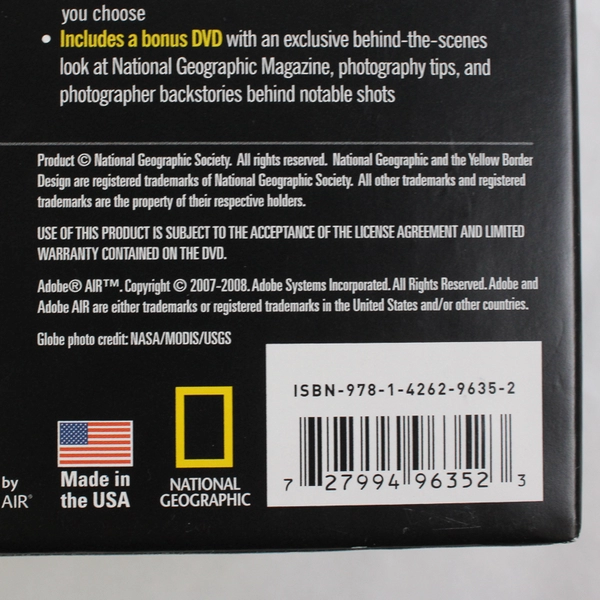 you choose
• Includes a bonus DVD with an exclusive behind-the-scenes
look at National Geographic Magazine, photography tips, and
photographer backstories behind notable shots
Product © National Geographic Society. All rights reserved. National Geographic and the Yellow Border
Design are registered trademarks of National Geographic Society. All other trademarks and registered
trademarks are the property of their respective holders.
USE OF THIS PRODUCT IS SUBJECT TO THE ACCEPTANCE OF THE LICENSE AGREEMENT AND LIMITED
WARRANTY CONTAINED ON THE DVD.
Adobe® AIR™. Copyright © 2007-2008. Adobe Systems Incorporated. All Rights Reserved. Adobe and
Adobe AIR are either trademarks or registered trademarks in the United States and/or other countries.
Globe photo credit: NASA/MODIS/USGS
by
AIR®
Made in
the USA
NATIONAL
GEOGRAPHIC
ISBN-978-1-4262-9635-2
7 27994 96352 3